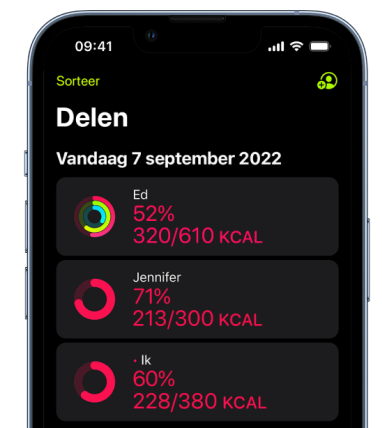 09:41
Sorteer
Delen
Vandaag 7 september 2022
Ed
52%
320/610 KCAL
Jennifer
71%
213/300 KCAL
• Ik
60%
228/380 KCAL